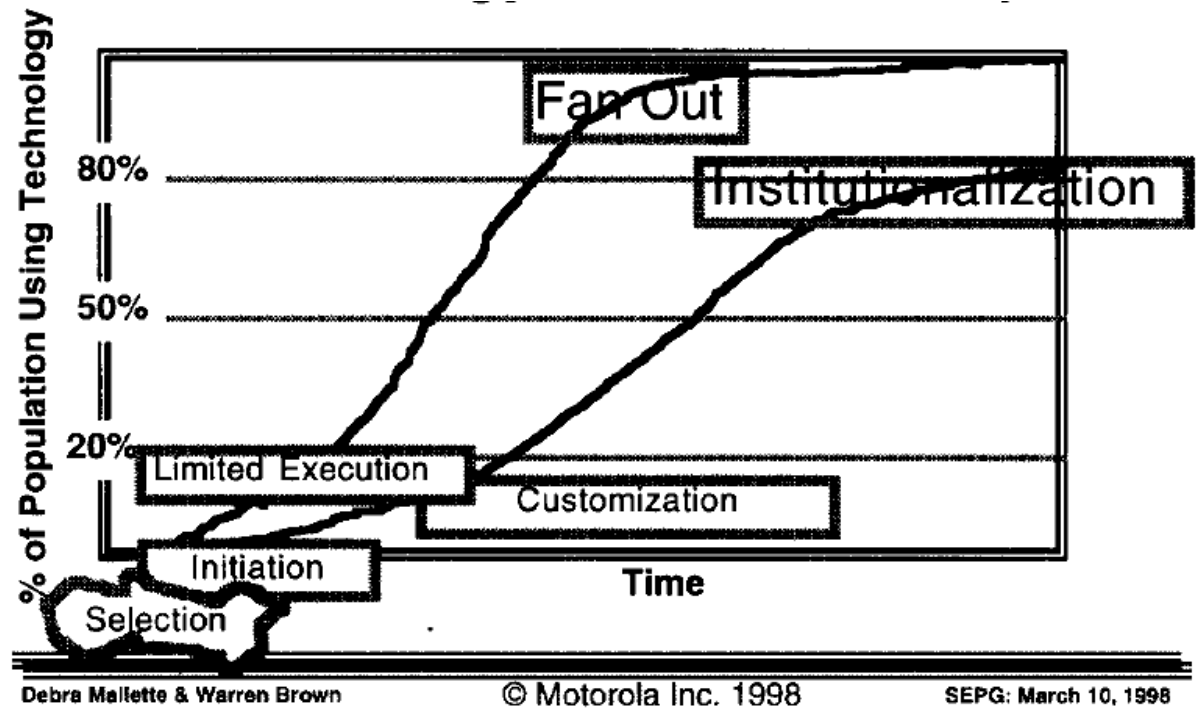 % of Population Using Technology
Fan Out
80%
Institutionalization
50%
20%
Limited Execution
Customization
Initiation
Time
Selection
Debra Mallette & Warren Brown
© Motorola Inc. 1998
SEPG: March 10, 1998